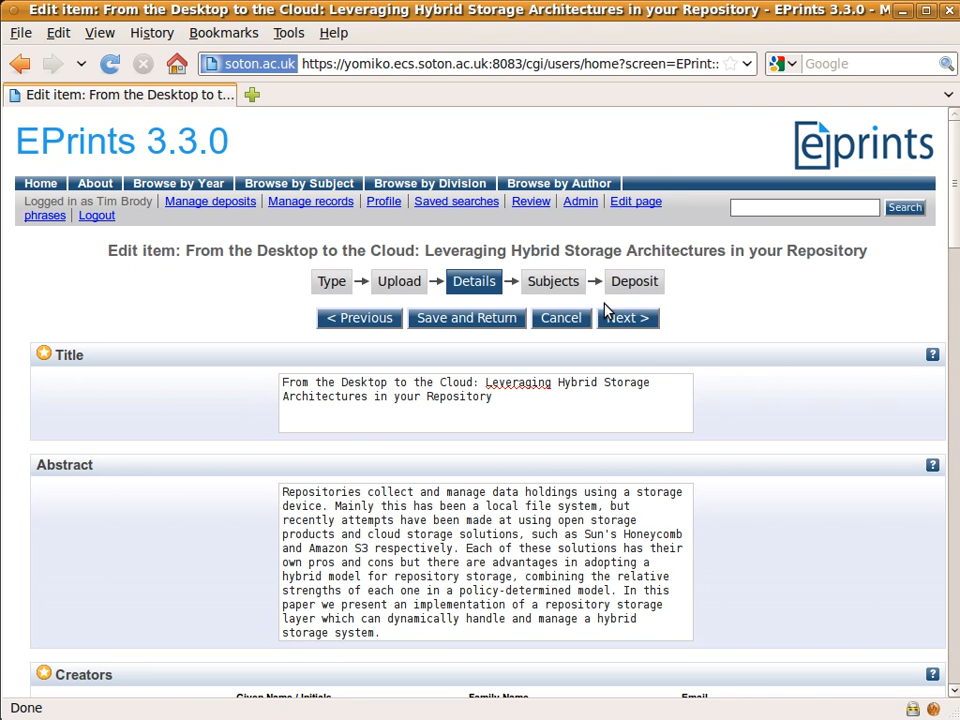 Edit item: From the Desktop to the Cloud: Leveraging Hybrid Storage Architectures in your Repository - EPrints 3.3.0 - M
File Edit View History Bookmarks Tools Help
soton.ac.uk https://yomiko.ecs.soton.ac.uk:8083/cgi/users/home?screen=EPrint:: Google
Edit item: From the Desktop to t...
EPrints 3.3.0
eprints
Home About Browse by Year Browse by Subject Browse by Division Browse by Author
Logged in as Tim Brody Manage deposits Manage records Profile Saved searches Review Admin Edit page
phrases Logout
Search
Edit item: From the Desktop to the Cloud: Leveraging Hybrid Storage Architectures in your Repository
Type Upload Details Subjects Deposit
< Previous Save and Return Cancel Next >
Title ?
From the Desktop to the Cloud: Leveraging Hybrid Storage
Architectures in your Repository
Abstract ?
Repositories collect and manage data holdings using a storage
device. Mainly this has been a local file system, but
recently attempts have been made at using open storage
products and cloud storage solutions, such as Sun's Honeycomb
and Amazon S3 respectively. Each of these solutions has their
own pros and cons but there are advantages in adopting a
hybrid model for repository storage, combining the relative
strengths of each one in a policy-determined model. In this
paper we present an implementation of a repository storage
layer which can dynamically handle and manage a hybrid
storage system.
Creators ?
Given Name / Initials Family Name Email
Done